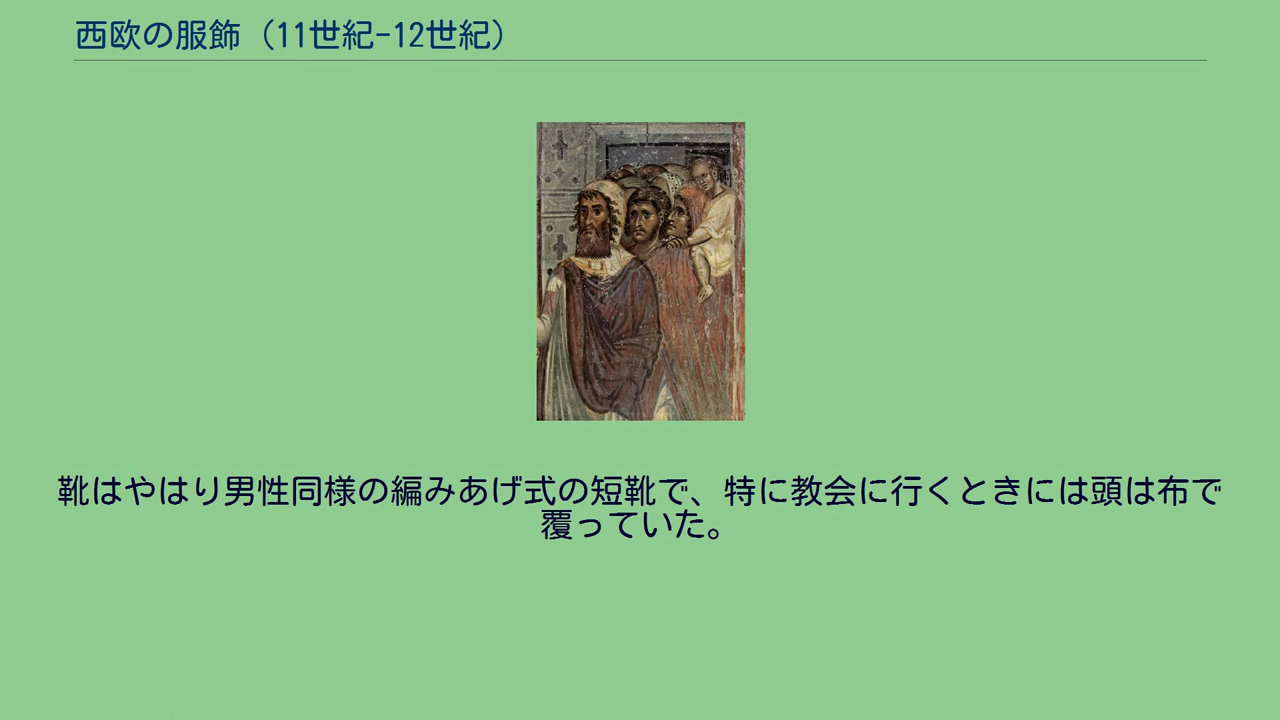 西欧の服飾（11世紀-12世紀）
靴はやはり男性同様の編みあげ式の短靴で、特に教会に行くときには頭は布で
覆っていた。